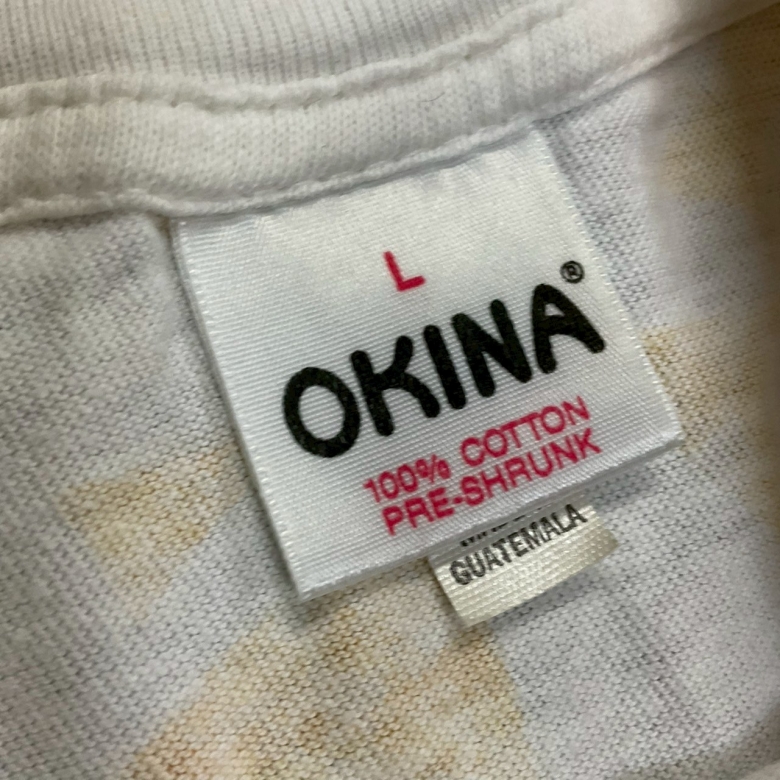 L
OKINA®
100% COTTON
PRE-SHRUNK
GUATEMALA